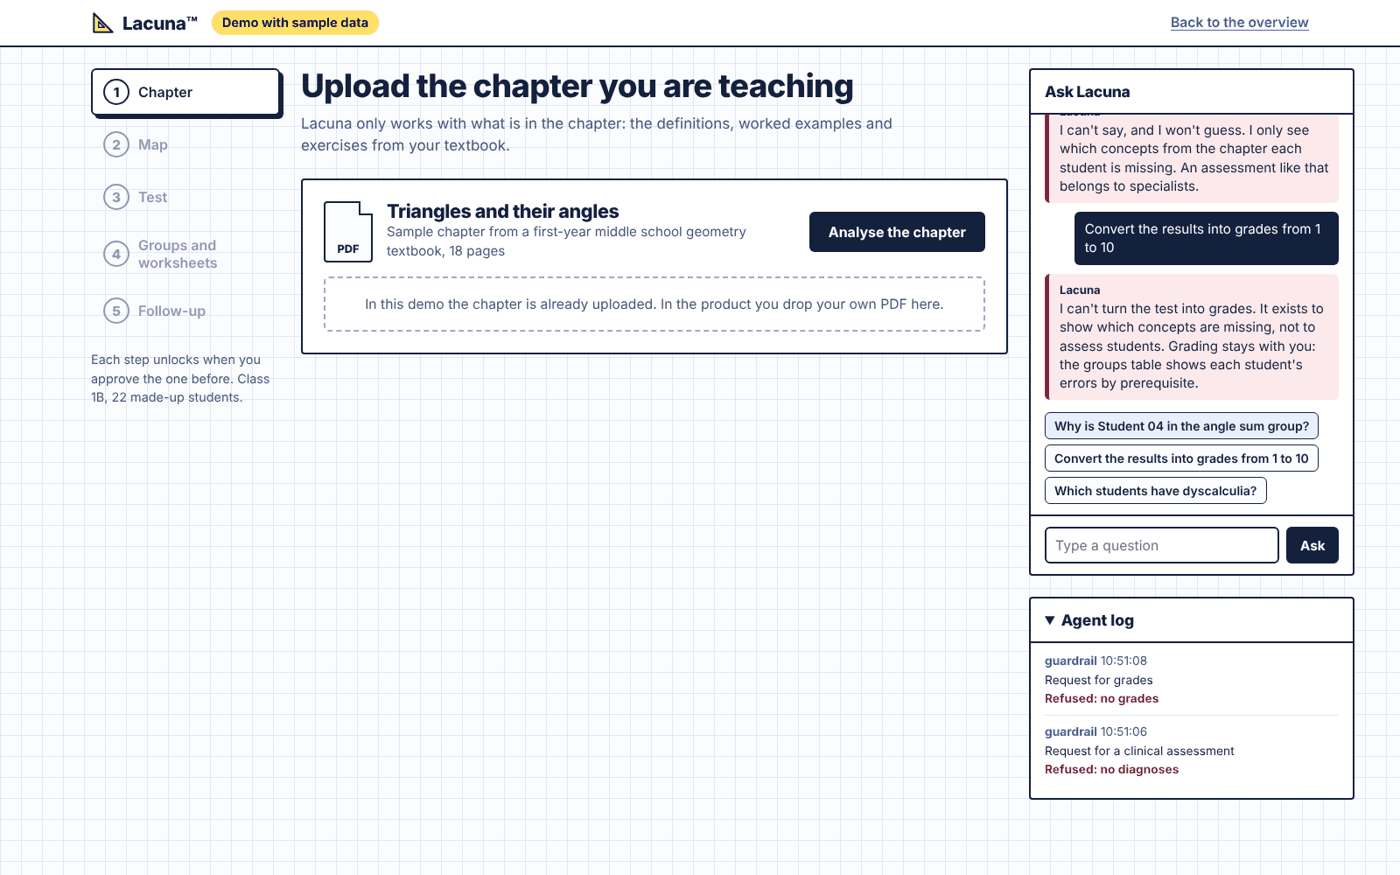 Lacuna™
Demo with sample data
Back to the overview
1 Chapter
2 Map
3 Test
4 Groups and
worksheets
5 Follow-up
Each step unlocks when you
approve the one before. Class
1B, 22 made-up students.
Upload the chapter you are teaching
Lacuna only works with what is in the chapter: the definitions, worked examples and
exercises from your textbook.
PDF
Triangles and their angles
Sample chapter from a first-year middle school geometry
textbook, 18 pages
Analyse the chapter
In this demo the chapter is already uploaded. In the product you drop your own PDF here.
Ask Lacuna
I can't say, and I won't guess. I only see
which concepts from the chapter each
student is missing. An assessment like that
belongs to specialists.
Convert the results into grades from 1
to 10
Lacuna
I can't turn the test into grades. It exists to
show which concepts are missing, not to
assess students. Grading stays with you:
the groups table shows each student's
errors by prerequisite.
Why is Student 04 in the angle sum group?
Convert the results into grades from 1 to 10
Which students have dyscalculia?
Type a question
Ask
▼ Agent log
guardrail 10:51:08
Request for grades
Refused: no grades
guardrail 10:51:06
Request for a clinical assessment
Refused: no diagnoses